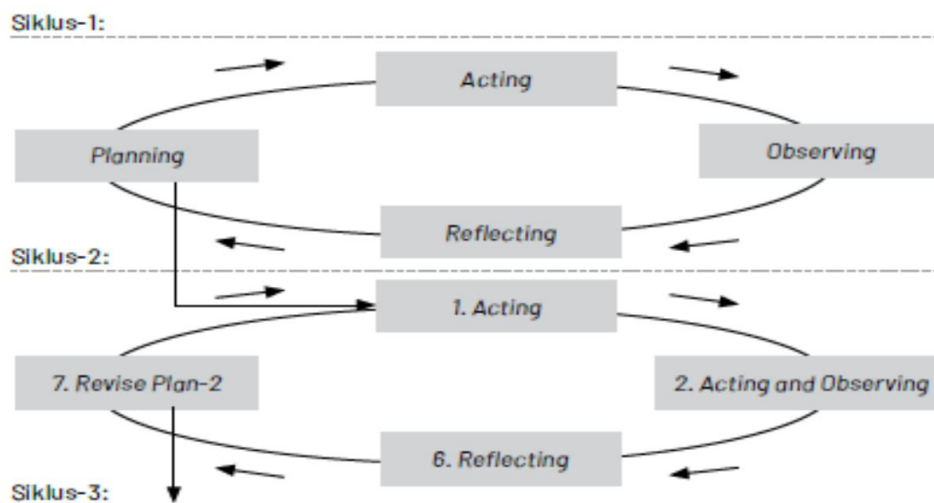 Siklus-1:
Acting
Planning
Observing
Reflecting
Siklus-2:
1. Acting
7. Revise Plan-2
2. Acting and Observing
6. Reflecting
Siklus-3: